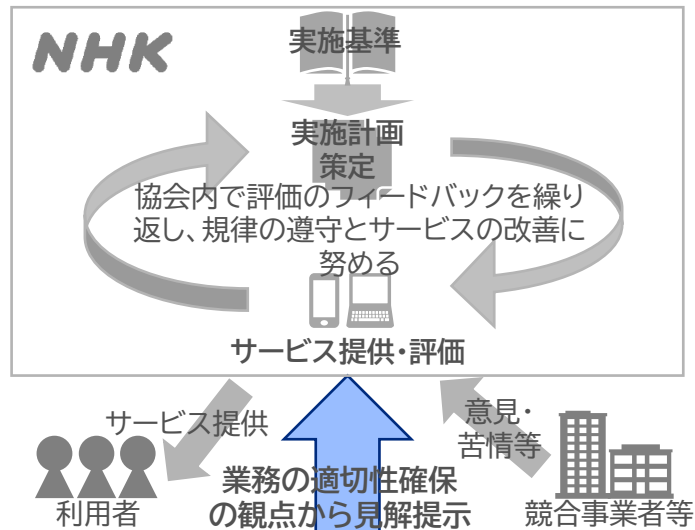 NHK
実施基準
実施計画
策定
協会内で評価のフィードバックを繰り
返し、規律の遵守とサービスの改善に
努める
サービス提供・評価
サービス提供
意見・
苦情等
利用者
業務の適切性確保
の観点から見解提示
競合事業者等